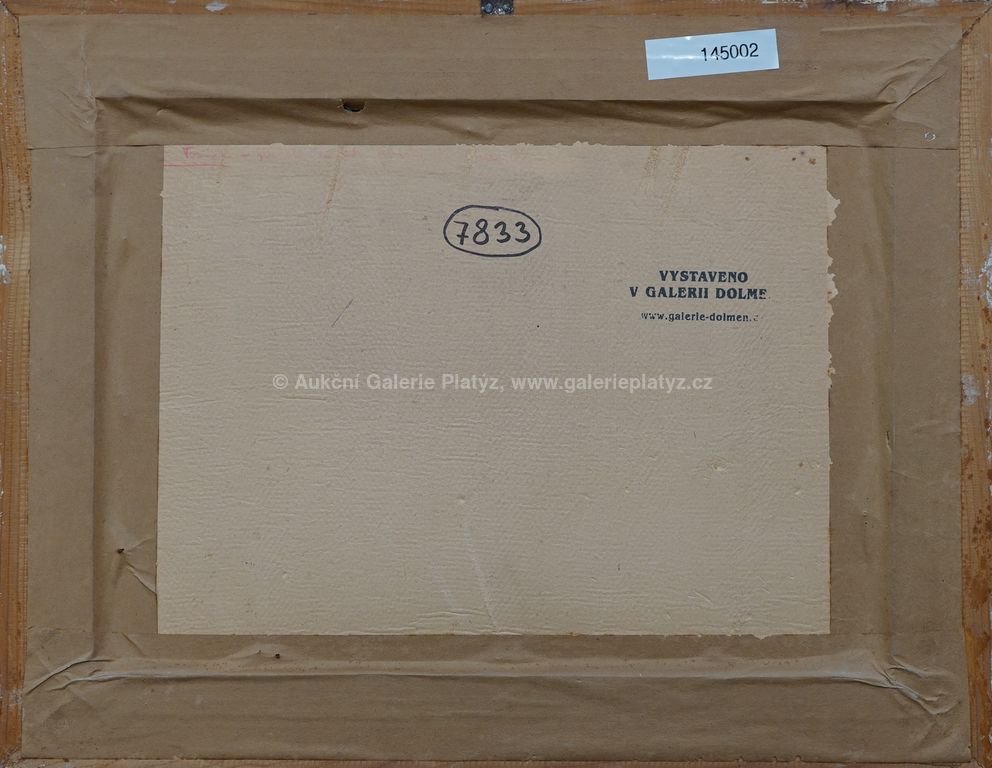 145002
7833
VYSTAVENO
V GALERII DOLME
www.galerie-dolmen.c
© Aukční Galerie Platýz, www.galerieplatyz.cz